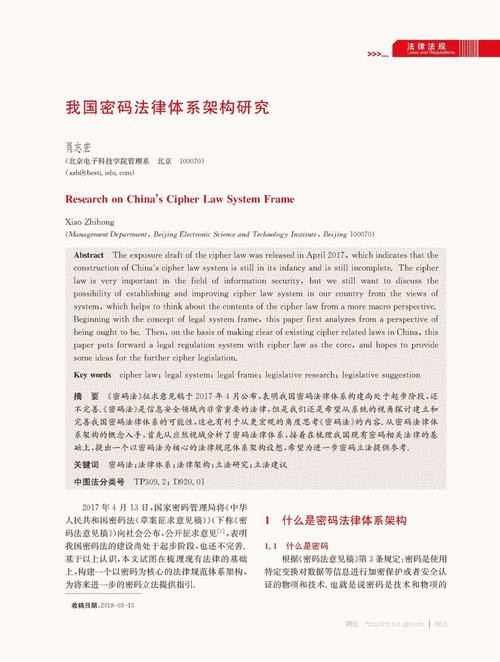 法律法规
Laws and Regulations
>>>...
我国密码法律体系架构研究
肖志宏
(北京电子科技学院管理系 北京 100070)
(xzh@besti.edu.com)
Research on China's Cipher Law System Frame
Xiao Zhihong
(Management Department, Beijing Electronic Science and Technology Institute, Beijing 100070)
Abstract The exposure draft of the cipher law was released in April 2017, which indicates that the
construction of China's cipher law system is still in its infancy and is still incomplete. The cipher
law is very important in the field of information security, but we still want to discuss the
possibility of establishing and improving cipher law system in our country from the views of
system, which helps to think about the contents of the cipher law from a more macro perspective.
Beginning with the concept of legal system frame, this paper first analyzes from a perspective of
being ought to be. Then, on the basis of making clear of existing cipher related laws in China, this
paper puts forward a legal regulation system with cipher law as the core, and hopes to provide
some ideas for the further cipher legislation.
Key words cipher law; legal system; legal frame; legislative research; legislative suggestion
摘 要 《密码法》征求意见稿于 2017 年 4 月公布,表明我国密码法律体系构建尚处于起步阶段,还
不完善.《密码法》是信息安全领域内非常重要的法律,但是我们还是希望从系统的视角探讨建立和
完善我国密码法律体系的可能性,这也有利于从更宏观的角度思考《密码法》的内容.从密码法律体
系架构的概念入手,首先从应然视域分析了密码法律体系,接着在梳理我国现有密码相关法律的基
础上,提出一个以密码法为核心的法律规范体系架构设想,希望为进一步密码立法提供参考.
关键词 密码法;法律体系;法律架构;立法研究;立法建议
中图法分类号 TP309.2; D920.01
2017 年 4 月 13 日,国家密码管理局将《中华
人民共和国密码法(草案征求意见稿)》(下称《密
码法意见稿》)向社会公布,公开征求意见[1],表明
我国密码法的建设尚处于起步阶段,也还不完善.
基于以上认识,本文试图在梳理现有法律的基础
上,构建一个以密码为核心的法律规范体系架构,
为将来进一步的密码立法提供指引.
收稿日期:2018-03-15
1 什么是密码法律体系架构
1.1 什么是密码
根据《密码法意见稿》第 3 条规定:密码是使用
特定变换对数据等信息进行加密保护或者安全认
证的物项和技术. 也就是说密码是技术和物项的
网址